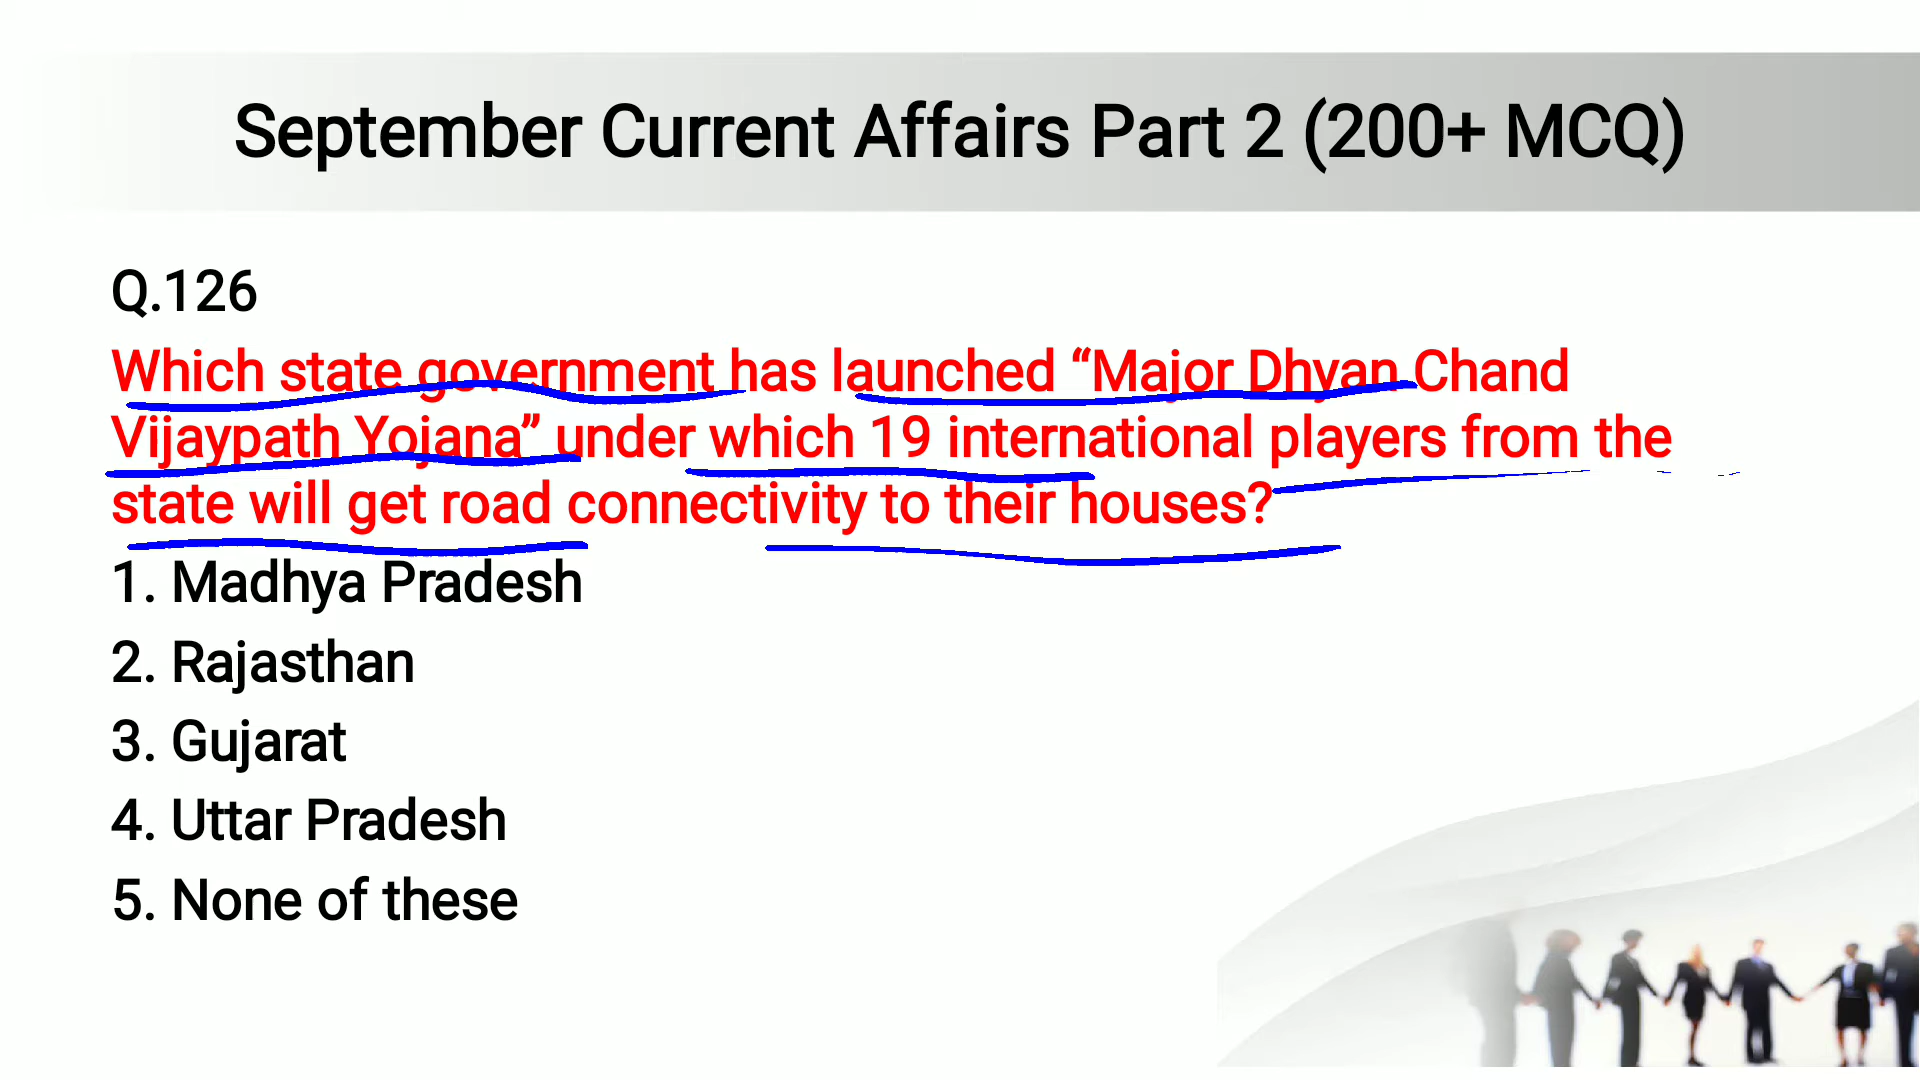 September Current Affairs Part 2 (200+ MCQ)
Q.126
Which state government has launched “Major Dhyan Chand
Vijaypath Yojana” under which 19 international players from the
state will get road connectivity to their houses?
1. Madhya Pradesh
2. Rajasthan
3. Gujarat
4. Uttar Pradesh
5. None of these